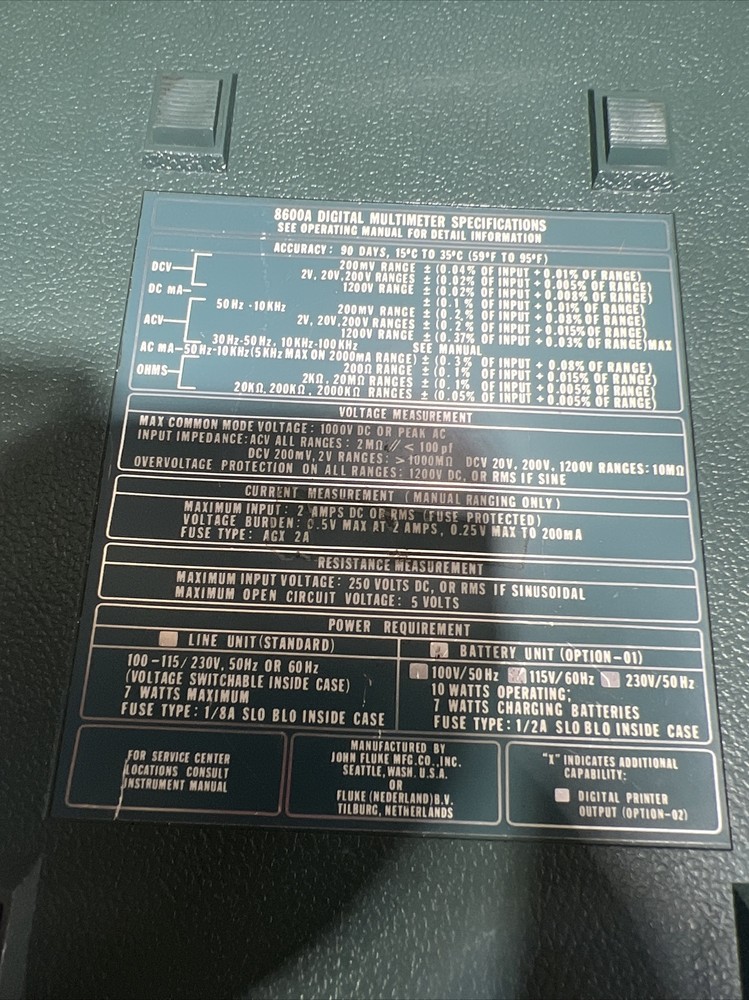 8600A DIGITAL MULTIMETER SPECIFICATIONS
SEE OPERATING MANUAL FOR DETAIL INFORMATION
ACCURACY: 90 DAYS, 15°C TO 35°C (59°F TO 95°F)
DCV 200mV RANGE ± (0.04% OF INPUT + 0.01% OF RANGE)
2V, 20V, 200V RANGES ± (0.02% OF INPUT + 0.005% OF RANGE)
1200V RANGE ± (0.02% OF INPUT + 0.008% OF RANGE)
DC mA ± (0.1 % OF INPUT + 0.01% OF RANGE)
ACV 50Hz-10KHz 200mV RANGE ± (0.2 % OF INPUT + 0.08% OF RANGE)
2V, 20V, 200V RANGES ± (0.2 % OF INPUT + 0.015% OF RANGE)
1200V RANGE ± (0.37% OF INPUT + 0.03% OF RANGE)MAX
30Hz-50Hz, 10KHz-100KHz SEE MANUAL
AC mA-50Hz-10KHz(5KHz MAX ON 2000mA RANGE) ± (0.3 % OF INPUT + 0.08% OF RANGE)
OHMS 200Ω RANGE ± (0.1% OF INPUT + 0.015% OF RANGE)
2KΩ, 20MΩ RANGES ± (0.1% OF INPUT OF RANGE)
20KΩ, 200KΩ, 2000KΩ RANGES ± (0.05% OF INPUT + 0.005% OF RANGE)
VOLTAGE MEASUREMENT
MAX COMMON MODE VOLTAGE: 1000V DC OR PEAK AC
INPUT IMPEDANCE: ACV ALL RANGES: 2MΩ // < 100 pf
DCV 200mV, 2V RANGES: >1000MΩ DCV 20V, 200V, 1200V RANGES: 10MΩ
OVERVOLTAGE PROTECTION ON ALL RANGES: 1200V DC, OR RMS IF SINE
CURRENT MEASUREMENT (MANUAL RANGING ONLY)
MAXIMUM INPUT: 2 AMPS DC OR RMS (FUSE PROTECTED)
VOLTAGE BURDEN: 0.5V MAX AT 2 AMPS, 0.25V MAX TO 200mA
FUSE TYPE: AGX 2A
RESISTANCE MEASUREMENT
MAXIMUM INPUT VOLTAGE: 250 VOLTS DC, OR RMS IF SINUSOIDAL
MAXIMUM OPEN CIRCUIT VOLTAGE: 5 VOLTS
POWER REQUIREMENT
LINE UNIT (STANDARD)
100-115/230V, 50Hz OR 60Hz
(VOLTAGE SWITCHABLE INSIDE CASE)
7 WATTS MAXIMUM
FUSE TYPE: 1/8A SLO BLO INSIDE CASE
BATTERY UNIT (OPTION-01)
100V/50Hz 115V/60Hz 230V/50Hz
10 WATTS OPERATING;
7 WATTS CHARGING BATTERIES
FUSE TYPE: 1/2A SLO BLO INSIDE CASE
FOR SERVICE CENTER
LOCATIONS CONSULT
INSTRUMENT MANUAL
MANUFACTURED BY
JOHN FLUKE MFG. CO., INC.
SEATTLE, WASH. U.S.A.
OR
FLUKE (NEDERLAND) B.V.
TILBURG, NETHERLANDS
"X" INDICATES ADDITIONAL
CAPABILITY:
DIGITAL PRINTER
OUTPUT (OPTION-02)